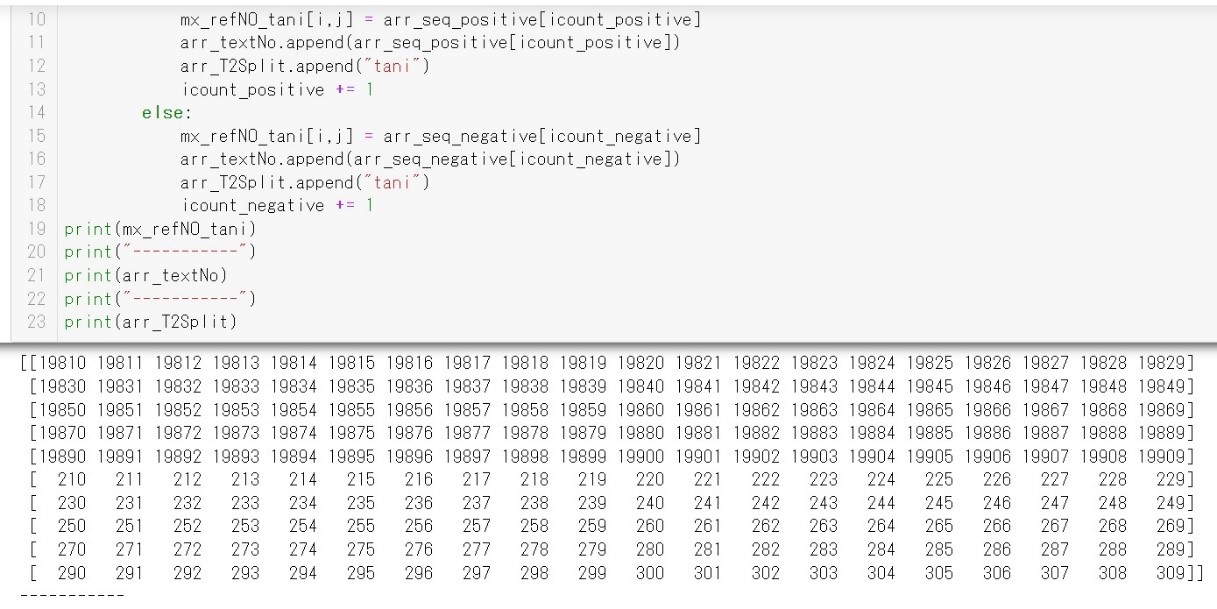 10 mx_refNO_tani[i,j] = arr_seq_positive[icount_positive]
11 arr_textNo.append(arr_seq_positive[icount_positive])
12 arr_T2Split.append("tani")
13 icount_positive += 1
14 else:
15 mx_refNO_tani[i,j] = arr_seq_negative[icount_negative]
16 arr_textNo.append(arr_seq_negative[icount_negative])
17 arr_T2Split.append("tani")
18 icount_negative += 1
19 print(mx_refNO_tani)
20 print("-----------")
21 print(arr_textNo)
22 print("-----------")
23 print(arr_T2Split)
[[19810 19811 19812 19813 19814 19815 19816 19817 19818 19819 19820 19821 19822 19823 19824 19825 19826 19827 19828 19829]
[19830 19831 19832 19833 19834 19835 19836 19837 19838 19839 19840 19841 19842 19843 19844 19845 19846 19847 19848 19849]
[19850 19851 19852 19853 19854 19855 19856 19857 19858 19859 19860 19861 19862 19863 19864 19865 19866 19867 19868 19869]
[19870 19871 19872 19873 19874 19875 19876 19877 19878 19879 19880 19881 19882 19883 19884 19885 19886 19887 19888 19889]
[19890 19891 19892 19893 19894 19895 19896 19897 19898 19899 19900 19901 19902 19903 19904 19905 19906 19907 19908 19909]
[ 210 211 212 213 214 215 216 217 218 219 220 221 222 223 224 225 226 227 228 229]
[ 230 231 232 233 234 235 236 237 238 239 240 241 242 243 244 245 246 247 248 249]
[ 250 251 252 253 254 255 256 257 258 259 260 261 262 263 264 265 266 267 268 269]
[ 270 271 272 273 274 275 276 277 278 279 280 281 282 283 284 285 286 287 288 289]
[ 290 291 292 293 294 295 296 297 298 299 300 301 302 303 304 305 306 307 308 309]]
-----------